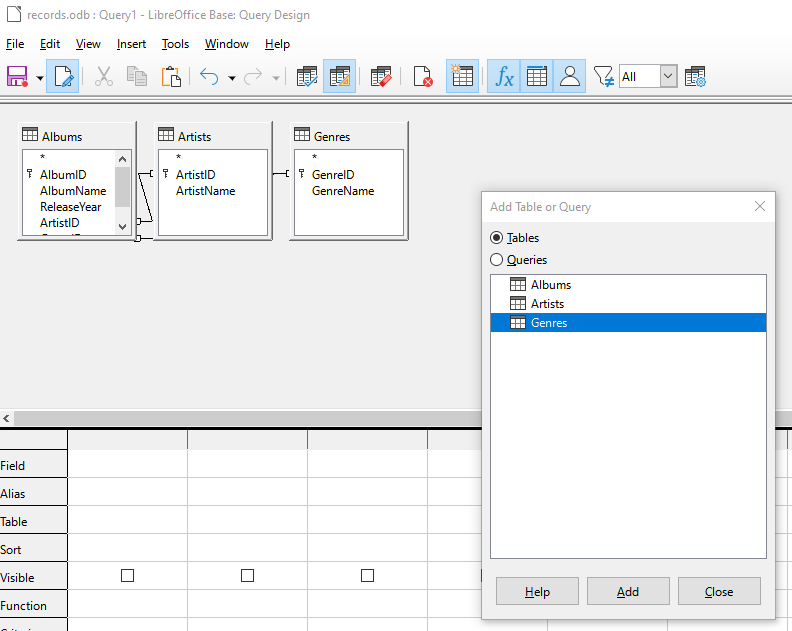 records.odb : Query1 - LibreOffice Base: Query Design
File Edit View Insert Tools Window Help
fx All
Albums
*
AlbumID
AlbumName
ReleaseYear
ArtistID
Artists
*
ArtistID
ArtistName
Genres
*
GenreID
GenreName
Add Table or Query
Tables
Queries
Albums
Artists
Genres
Help Add Close
Field
Alias
Table
Sort
Visible
Function